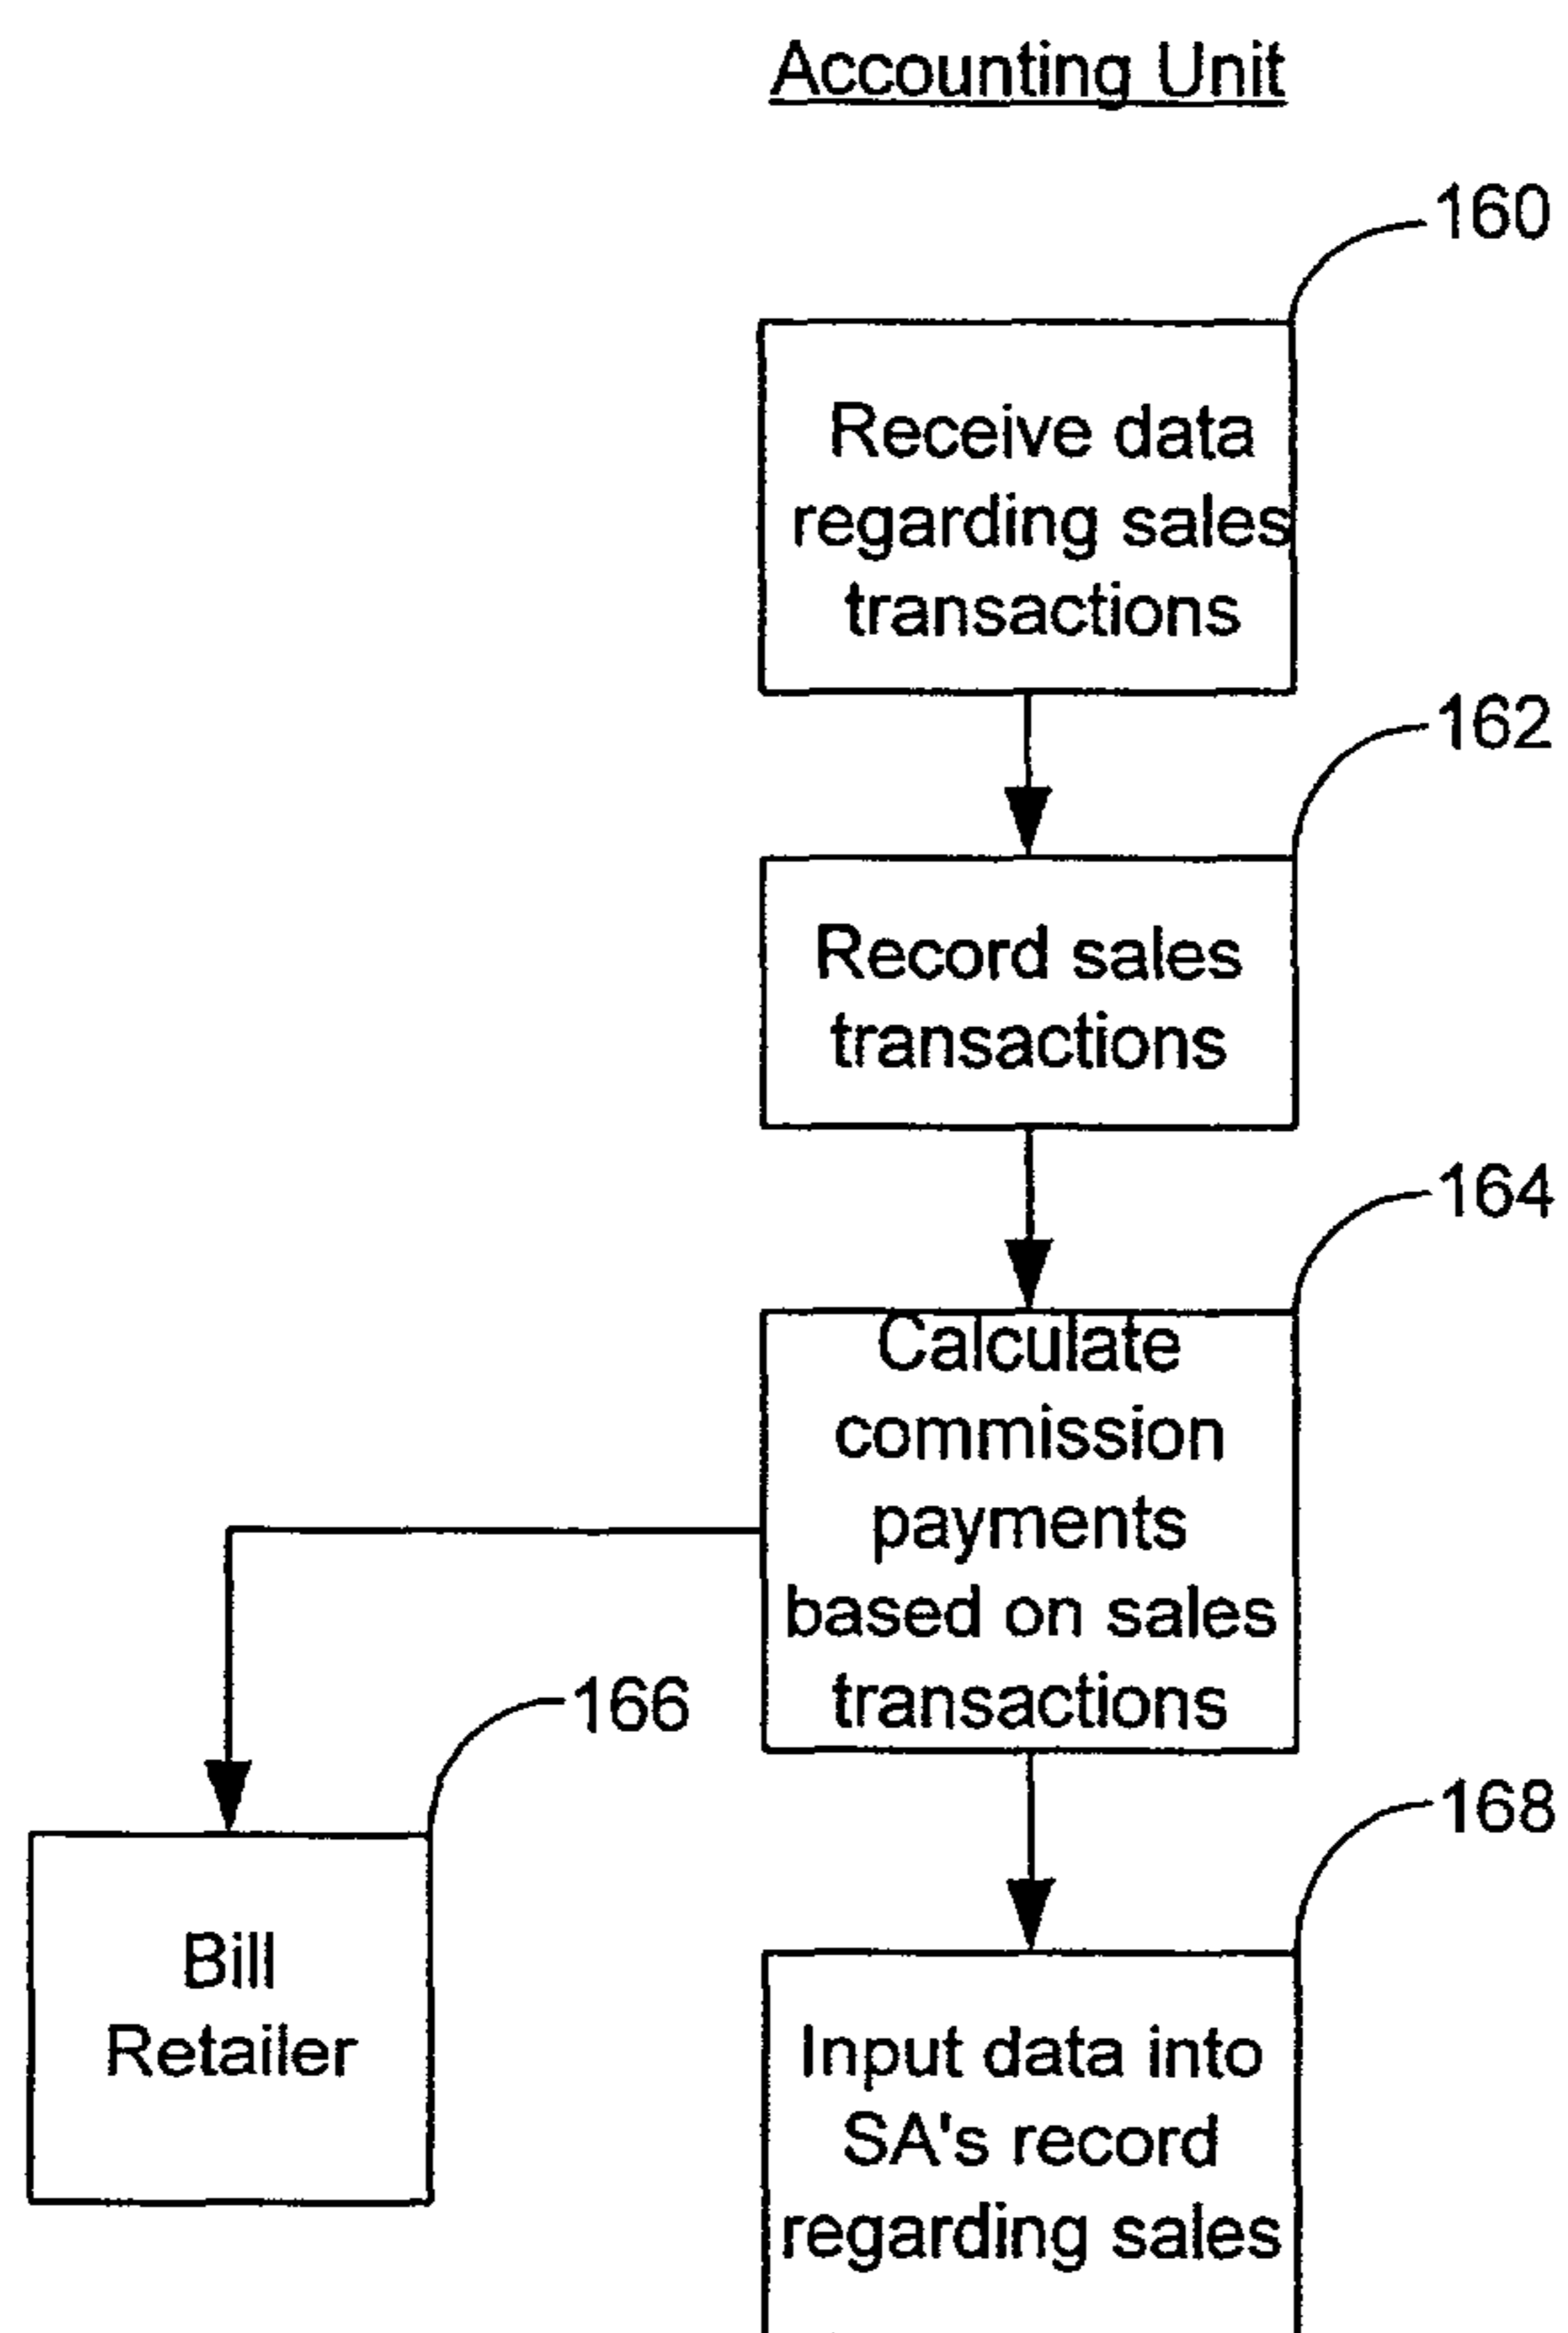 Accounting Unit
160
Receive data
regarding sales
transactions
162
Record sales
transactions
164
Calculate
commission
payments
based on sales
transactions
166
Bill
Retailer
168
Input data into
SA's record
regarding sales